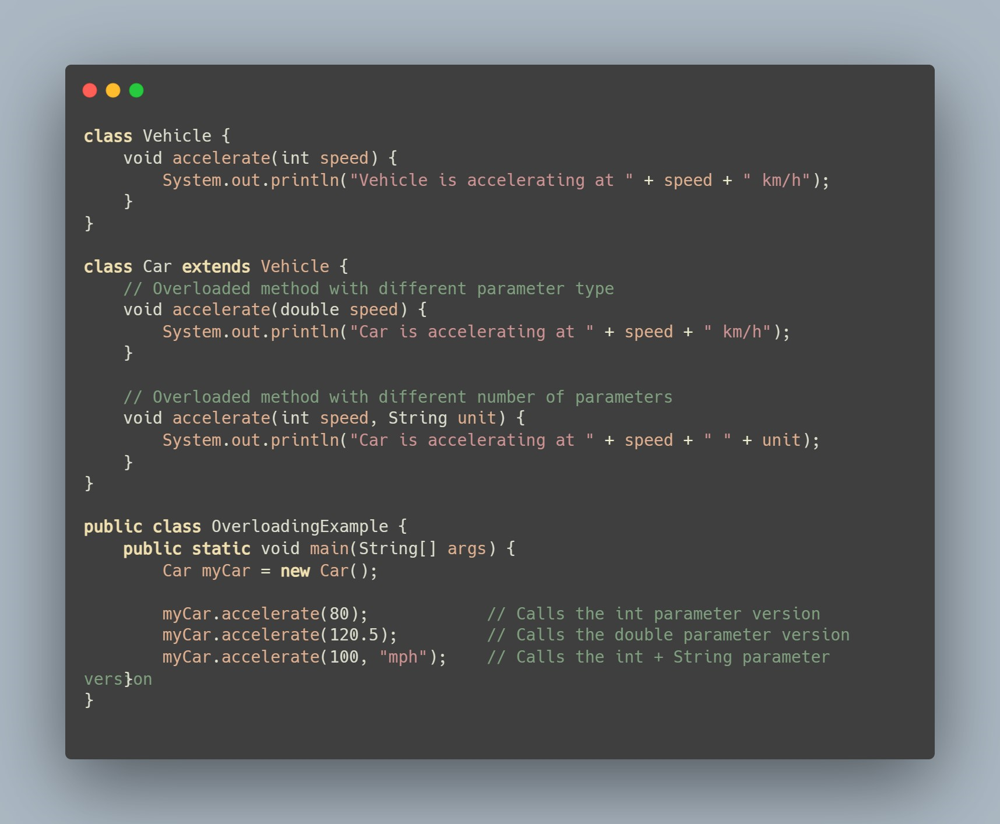 class Vehicle {
    void accelerate(int speed) {
        System.out.println("Vehicle is accelerating at " + speed + " km/h");
    }
}

class Car extends Vehicle {
    // Overloaded method with different parameter type
    void accelerate(double speed) {
        System.out.println("Car is accelerating at " + speed + " km/h");
    }

    // Overloaded method with different number of parameters
    void accelerate(int speed, String unit) {
        System.out.println("Car is accelerating at " + speed + " " + unit);
    }
}

public class OverloadingExample {
    public static void main(String[] args) {
        Car myCar = new Car();

        myCar.accelerate(80);            // Calls the int parameter version
        myCar.accelerate(120.5);         // Calls the double parameter version
        myCar.accelerate(100, "mph");    // Calls the int + String parameter
version
    }
}